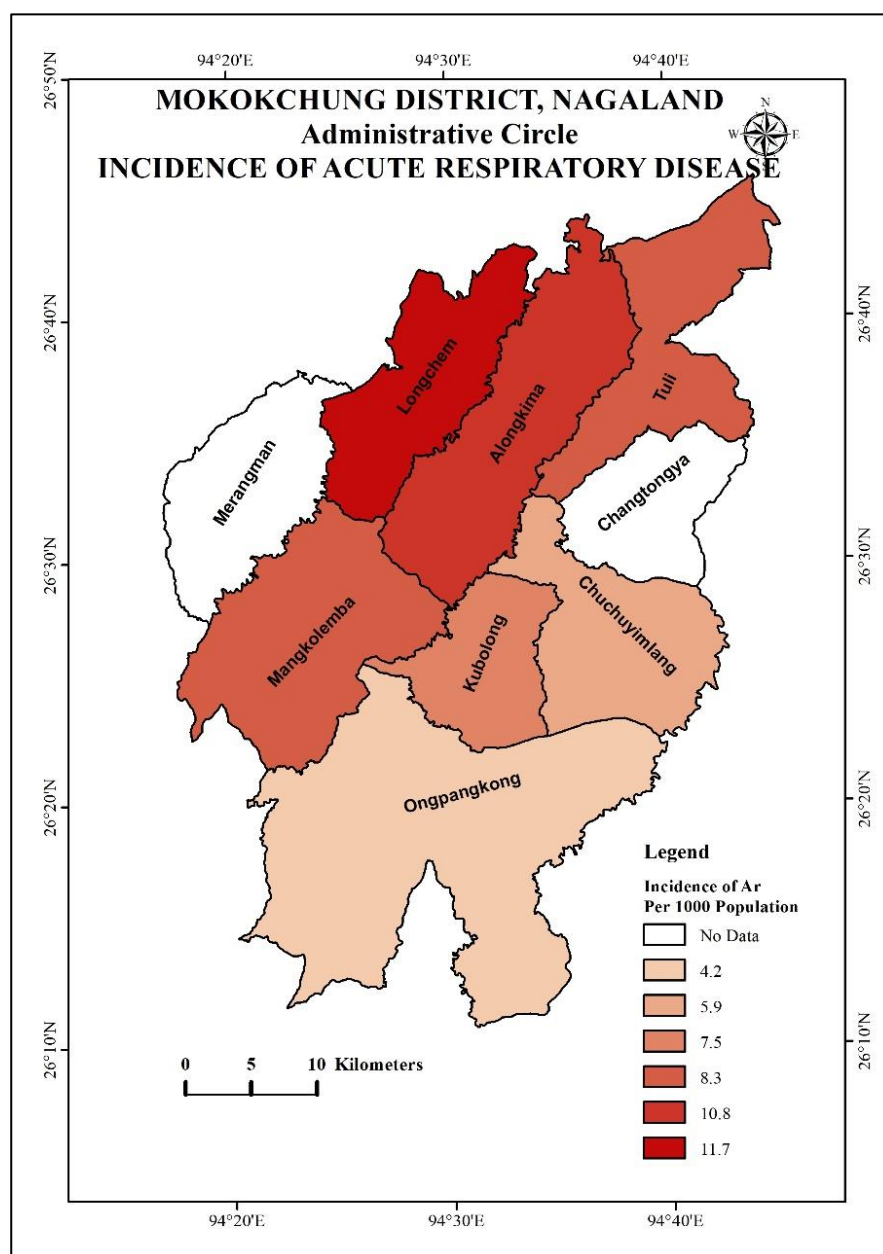 94°20'E 94°30'E 94°40'E
26°50'N
MOKOKCHUNG DISTRICT, NAGALAND
Administrative Circle
INCIDENCE OF ACUTE RESPIRATORY DISEASE
N
W E
S
26°40'N 26°40'N
Longchem
Tuli
Alongkima
Merangman
Changtongya
26°30'N 26°30'N
Chuchuyimlang
Mangkolemba
Kubolong
Ongpangkong
26°20'N 26°20'N
Legend
Incidence of Ar
Per 1000 Population
No Data
4.2
5.9
7.5
8.3
10.8
11.7
26°10'N 26°10'N
0 5 10 Kilometers
94°20'E 94°30'E 94°40'E